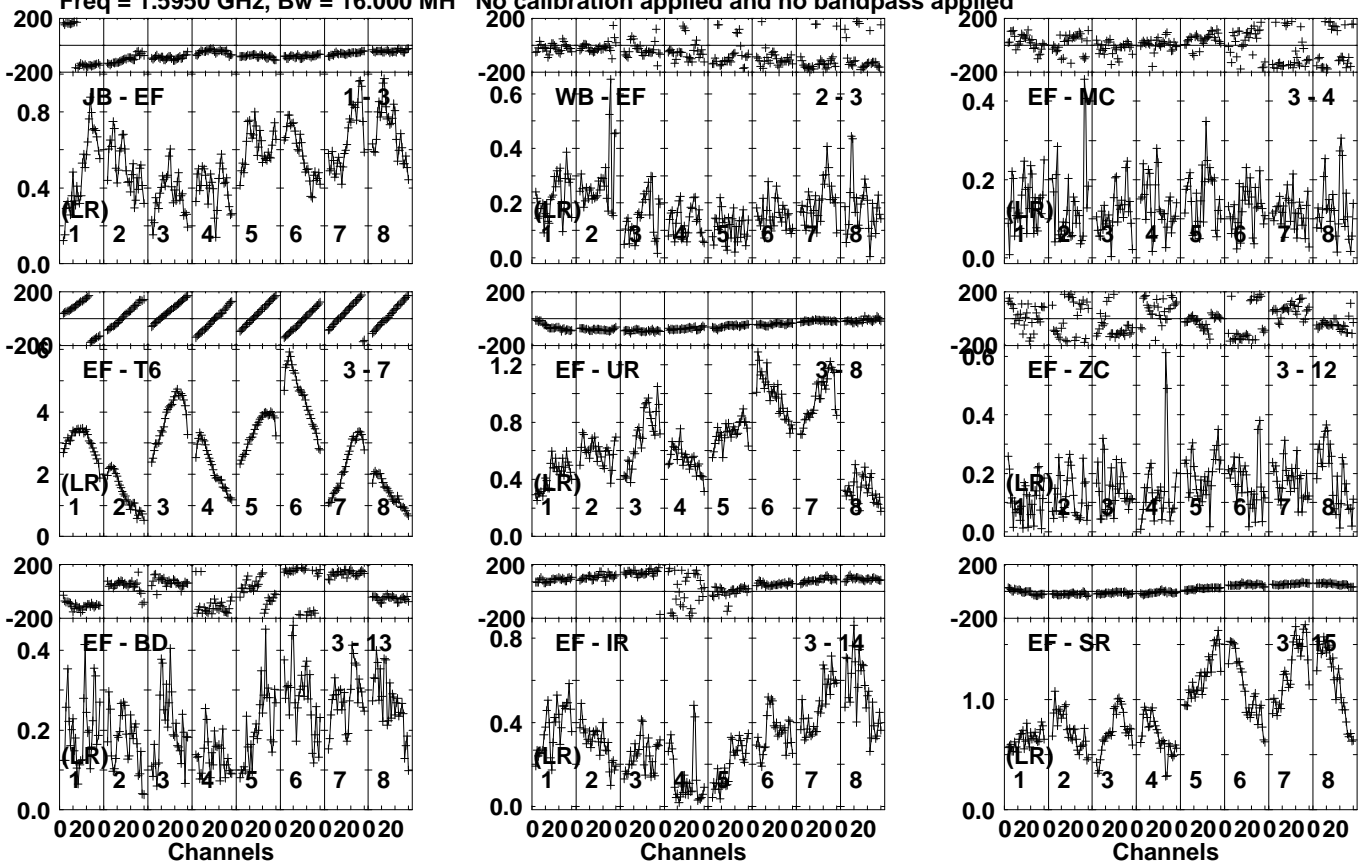 Freq = 1.5950 GHz, Bw = 16.000 MH No calibration applied and no bandpass applied
200
-200
JB - EF 1 - 3
0.8
0.4
0.0
(LR)
1 2 3 4 5 6 7 8
200
-200
WB - EF 2 - 3
0.6
0.4
0.2
0.0
(LR)
1 2 3 4 5 6 7 8
200
-200
EF - MC 3 - 4
0.4
0.2
0.0
(LR)
1 2 3 4 5 6 7 8
200
-200
6
EF - T6 3 - 7
4
2
0
(LR)
1 2 3 4 5 6 7 8
200
-200
EF - UR 3 - 8
1.2
0.8
0.4
0.0
(LR)
1 2 3 4 5 6 7 8
200
-200
EF - ZC 3 - 12
0.6
0.4
0.2
0.0
(LR)
1 2 3 4 5 6 7 8
200
-200
EF - BD 3 - 13
0.4
0.2
0.0
(LR)
1 2 3 4 5 6 7 8
0 20 0 20 0 20 0 20 0 20 0 20 0 20 0 20
Channels
200
-200
EF - IR 3 - 14
0.8
0.4
0.0
(LR)
1 2 3 4 5 6 7 8
0 20 0 20 0 20 0 20 0 20 0 20 0 20 0 20
Channels
200
-200
EF - SR 3 - 15
1.0
0.0
(LR)
1 2 3 4 5 6 7 8
0 20 0 20 0 20 0 20 0 20 0 20 0 20 0 20
Channels